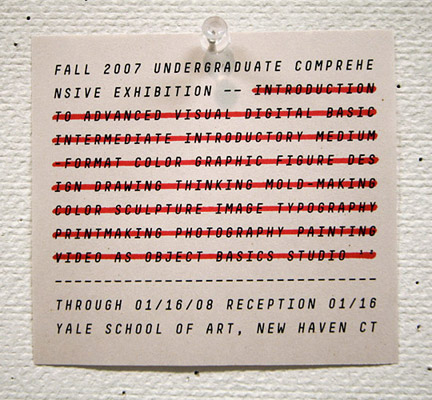 FALL 2007 UNDERGRADUATE COMPREHE
NSIVE EXHIBITION -- INTRODUCTION
TO ADVANCED VISUAL DIGITAL BASIC
INTERMEDIATE INTRODUCTORY MEDIUM
-FORMAT COLOR GRAPHIC FIGURE DES
IGN DRAWING THINKING MOLD-MAKING
COLOR SCULPTURE IMAGE TYPOGRAPHY
PRINTMAKING PHOTOGRAPHY PAINTING
VIDEO AS OBJECT BASICS STUDIO ''
--------------------------------
THROUGH 01/16/08 RECEPTION 01/16
YALE SCHOOL OF ART, NEW HAVEN CT